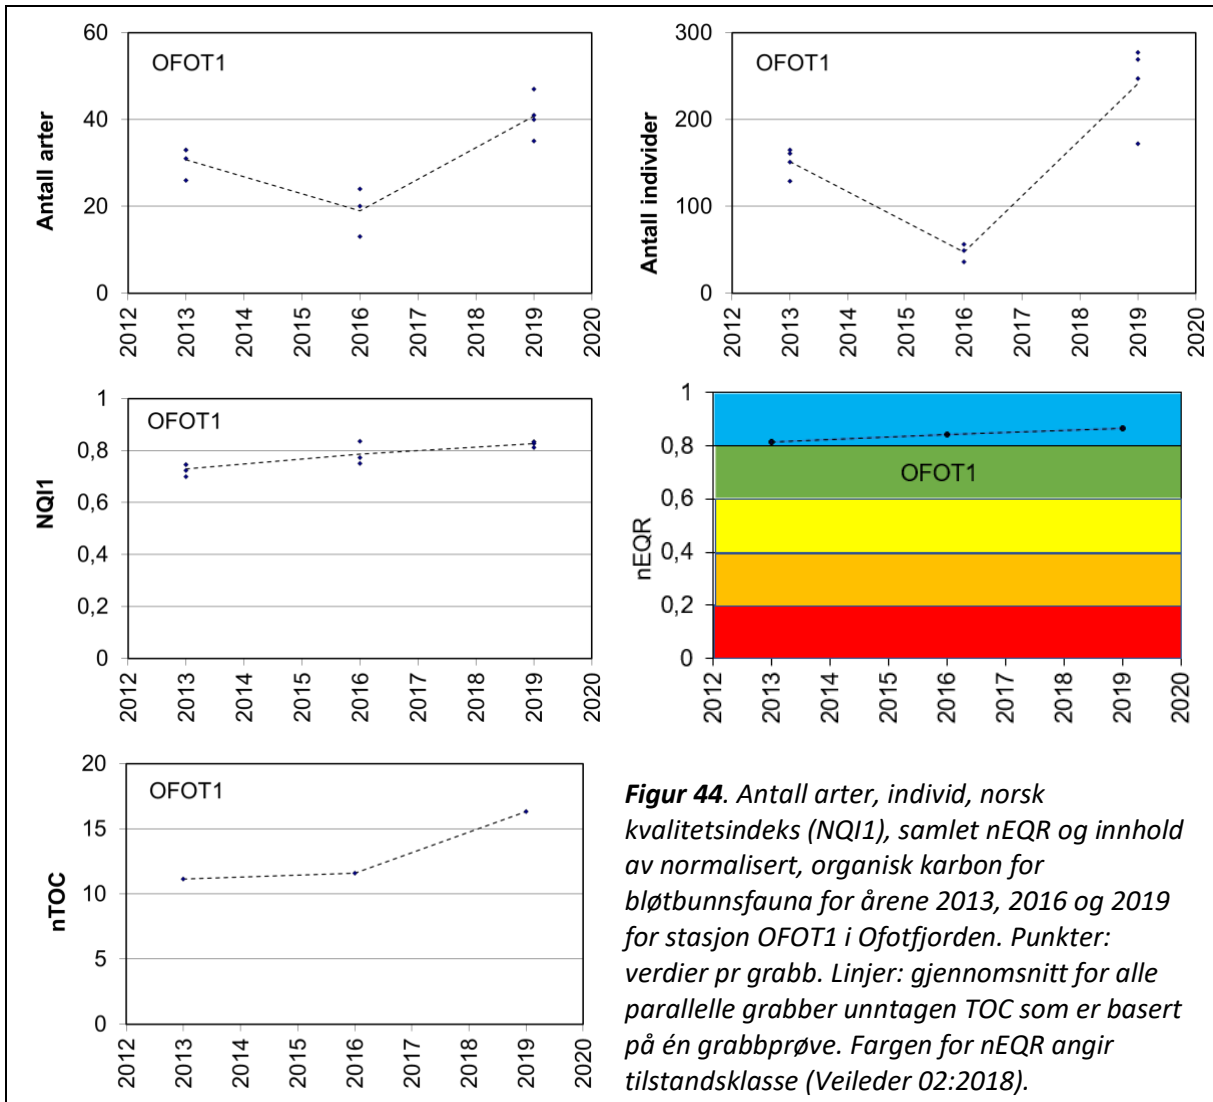 60
40
20
0
Antall arter
OFOT1
2012 2013 2014 2015 2016 2017 2018 2019 2020
300
200
100
0
Antall individer
OFOT1
2012 2013 2014 2015 2016 2017 2018 2019 2020
1
0,8
0,6
0,4
0,2
0
NQI1
OFOT1
2012 2013 2014 2015 2016 2017 2018 2019 2020
1
0,8
0,6
0,4
0,2
0
nEQR
OFOT1
2012 2013 2014 2015 2016 2017 2018 2019 2020
20
15
10
5
0
nTOC
OFOT1
2012 2013 2014 2015 2016 2017 2018 2019 2020
Figur 44. Antall arter, individ, norsk
kvalitetsindeks (NQI1), samlet nEQR og innhold
av normalisert, organisk karbon for
bløtbunnsfauna for årene 2013, 2016 og 2019
for stasjon OFOT1 i Ofotfjorden. Punkter:
verdier pr grabb. Linjer: gjennomsnitt for alle
parallelle grabber unntagen TOC som er basert
på én grabbprøve. Fargen for nEQR angir
tilstandsklasse (Veileder 02:2018).